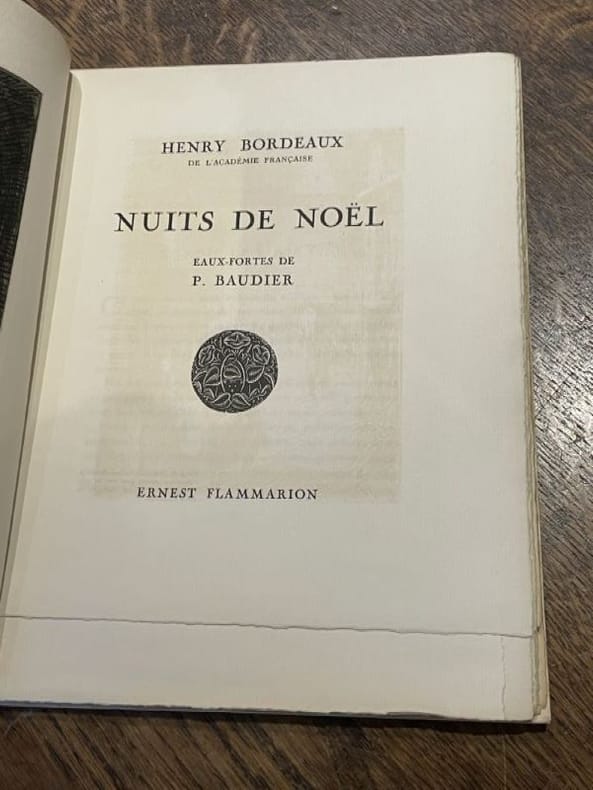 HENRY BORDEAUX
DE L'ACADÉMIE FRANÇAISE
NUITS DE NOËL
EAUX-FORTES DE
P. BAUDIER
ERNEST FLAMMARION